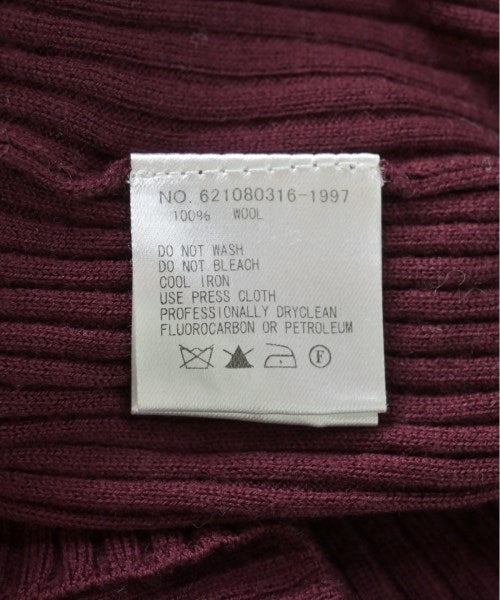 NO. 621080316-1997
100% WOOL
DO NOT WASH
DO NOT BLEACH
COOL IRON
USE PRESS CLOTH
PROFESSIONALLY DRYCLEAN
FLUOROCARBON OR PETROLEUM
F